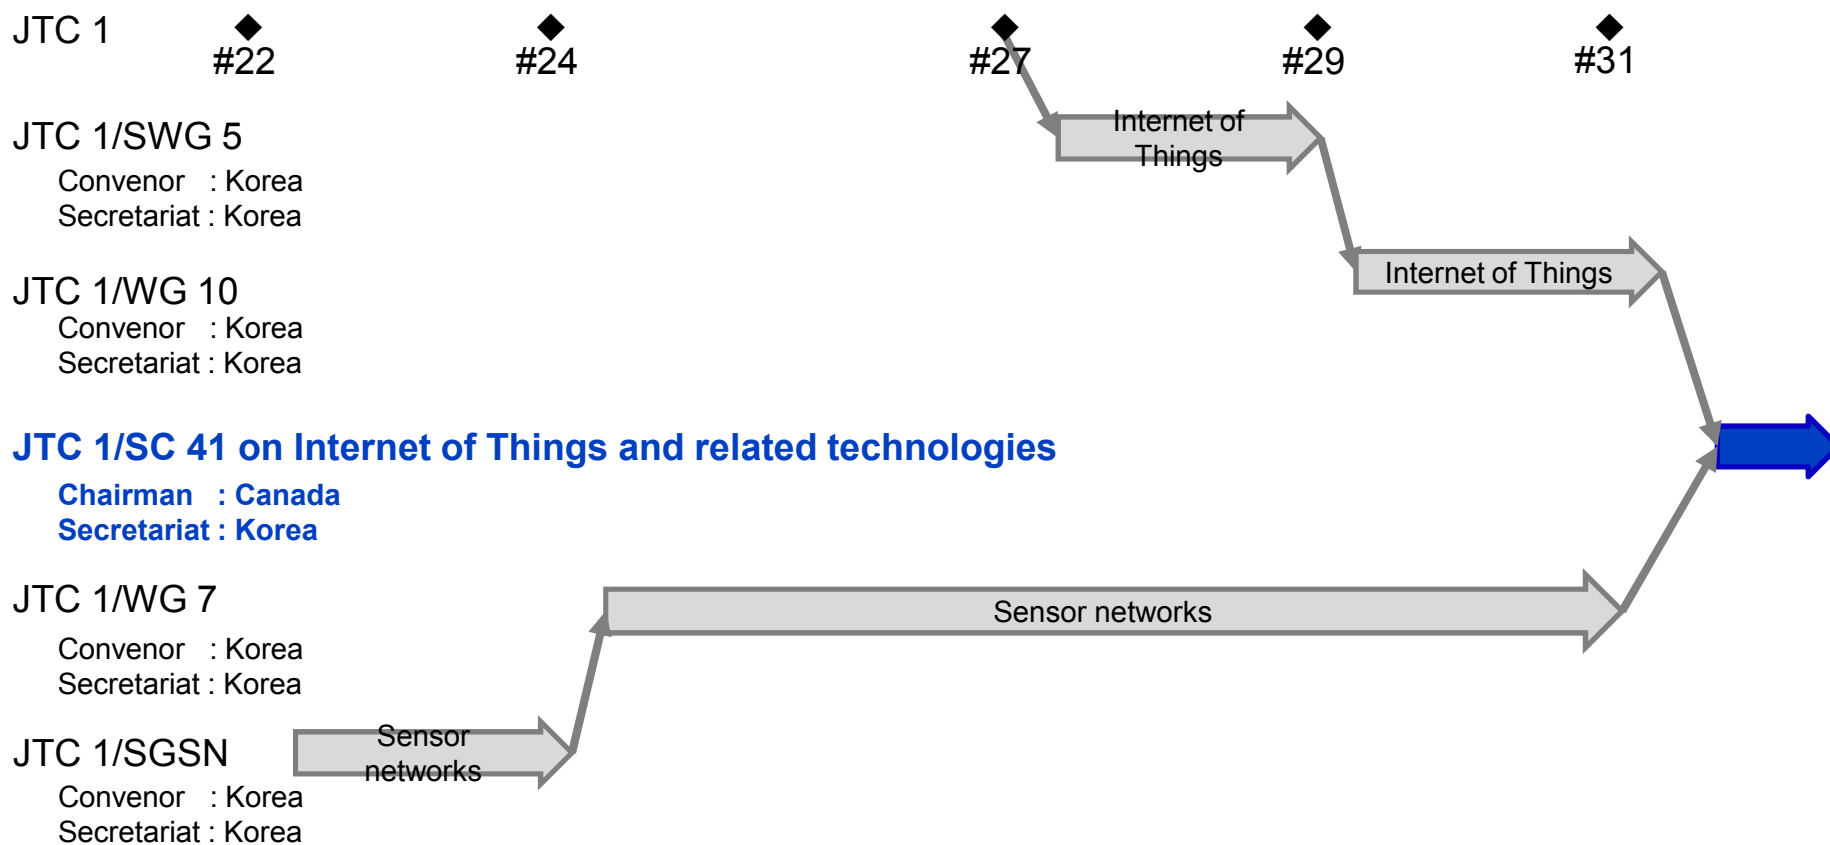 JTC 1
#22
#24
#27
#29
#31
JTC 1/SWG 5
Convenor : Korea
Secretariat : Korea
Internet of
Things
JTC 1/WG 10
Convenor : Korea
Secretariat : Korea
Internet of Things
JTC 1/SC 41 on Internet of Things and related technologies
Chairman : Canada
Secretariat : Korea
JTC 1/WG 7
Convenor : Korea
Secretariat : Korea
Sensor networks
JTC 1/SGSN
Convenor : Korea
Secretariat : Korea
Sensor
networks